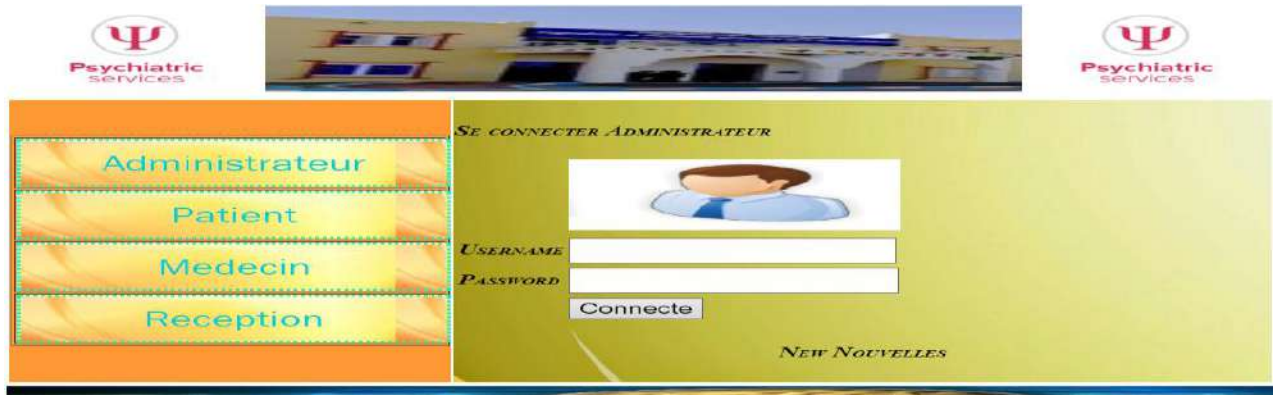 Psychiatric
services
Psychiatric
services
Administrateur
Patient
Medecin
Reception
SE CONNECTER ADMINISTRATEUR
USERNAME
PASSWORD
Connecte
NEW NOUVELLES